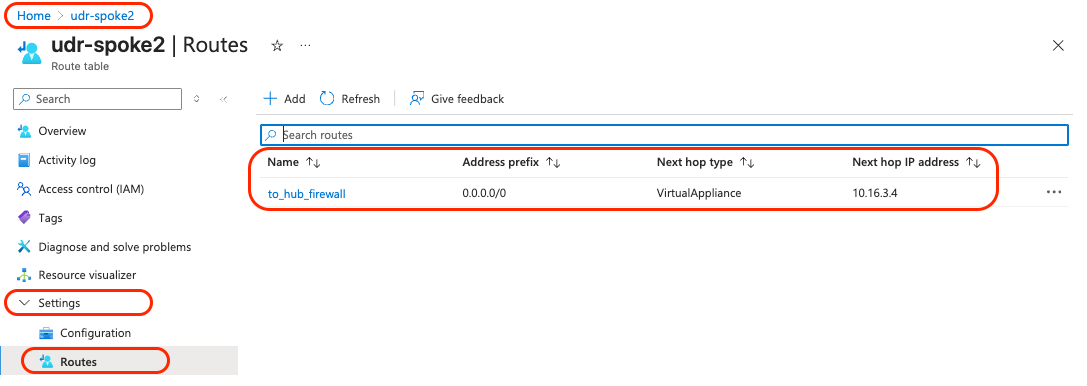 Home > udr-spoke2
udr-spoke2 | Routes ☆ ...
Route table
Search
Overview
Activity log
Access control (IAM)
Tags
Diagnose and solve problems
Resource visualizer
Settings
Configuration
Routes
Add Refresh Give feedback
Search routes
Name ↑↓ Address prefix ↑↓ Next hop type ↑↓ Next hop IP address ↑↓
to_hub_firewall 0.0.0.0/0 VirtualAppliance 10.16.3.4 ...